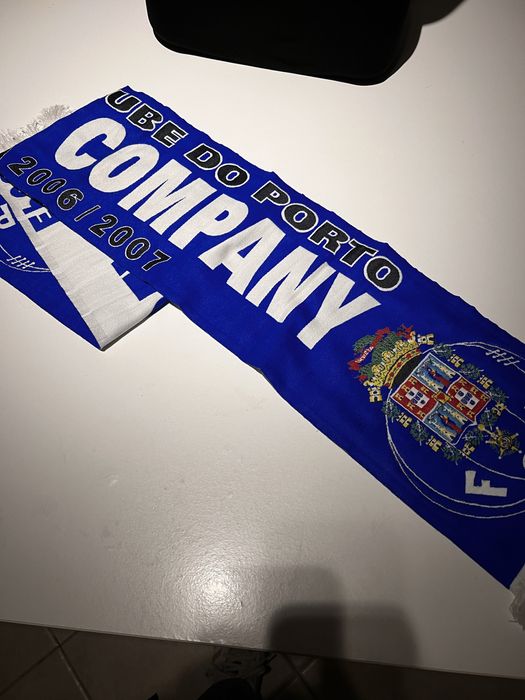 UBE DO PORTO
COMPANY
2006/2007
F